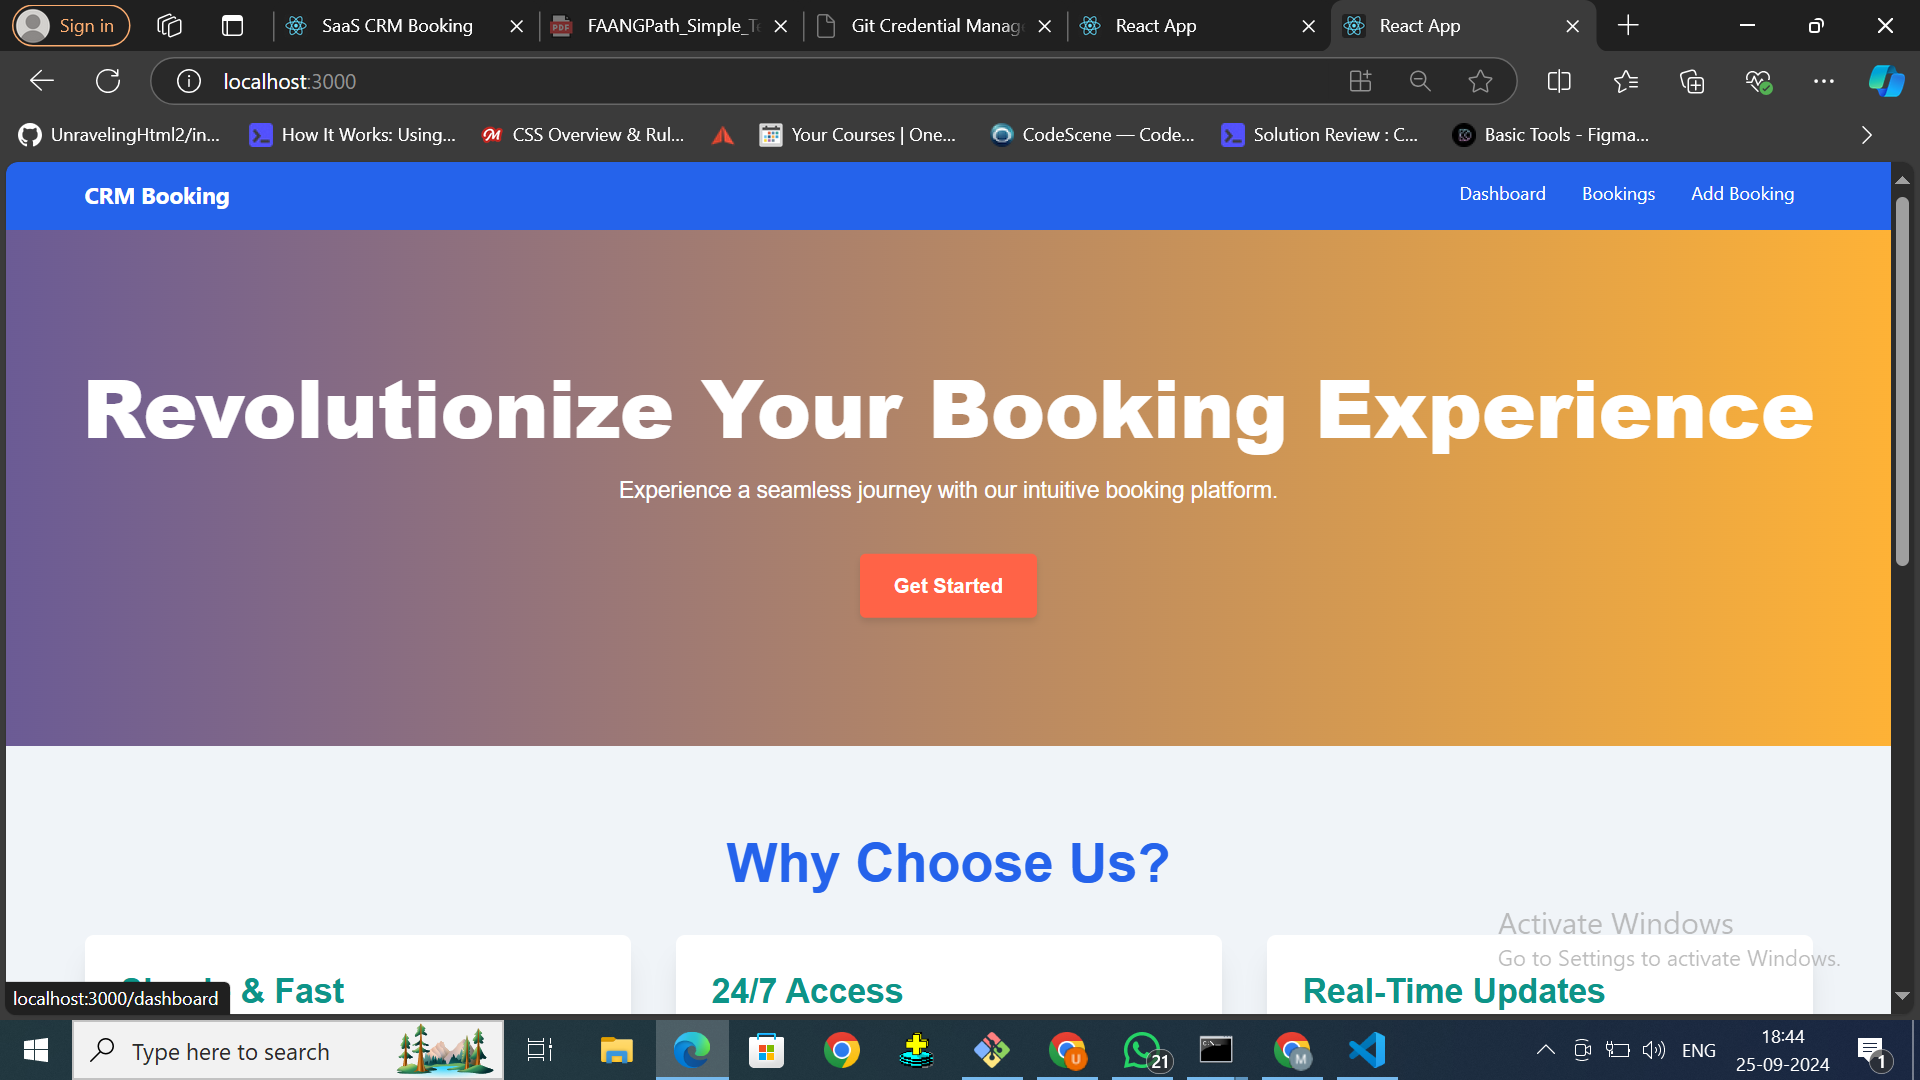 Sign in
SaaS CRM Booking
FAANGPath_Simple_Te
Git Credential Manage
React App
React App
localhost:3000
UnravelingHtml2/in...
How It Works: Using...
CSS Overview & Rul...
Your Courses | One...
CodeScene — Code...
Solution Review : C...
Basic Tools - Figma...
CRM Booking
Dashboard
Bookings
Add Booking
Revolutionize Your Booking Experience
Experience a seamless journey with our intuitive booking platform.
Get Started
Why Choose Us?
& Fast
24/7 Access
Real-Time Updates
Activate Windows
Go to Settings to activate Windows.
localhost:3000/dashboard
Type here to search
21
ENG
18:44
25-09-2024
1